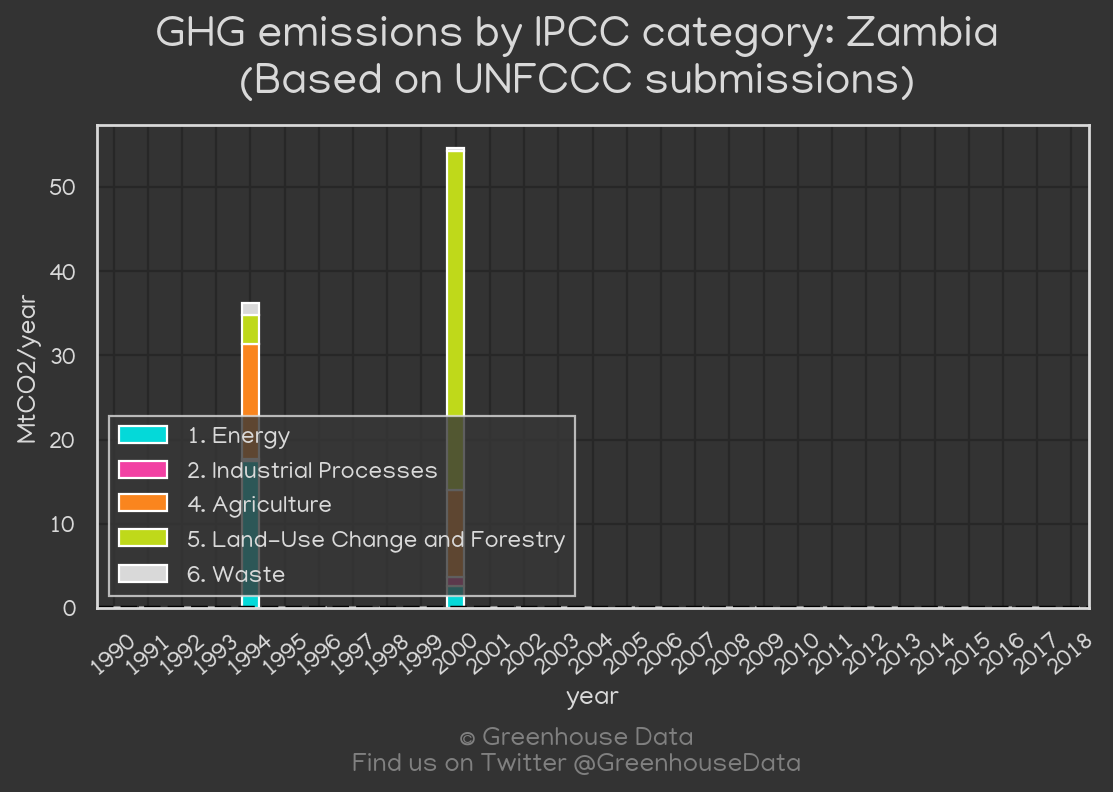 GHG emissions by IPCC category: Zambia
(Based on UNFCCC submissions)
MtCO2/year
50
40
30
20
10
0
1. Energy
2. Industrial Processes
4. Agriculture
5. Land-Use Change and Forestry
6. Waste
1990 1991 1992 1993 1994 1995 1996 1997 1998 1999 2000 2001 2002 2003 2004 2005 2006 2007 2008 2009 2010 2011 2012 2013 2014 2015 2016 2017 2018
year
© Greenhouse Data
Find us on Twitter @GreenhouseData